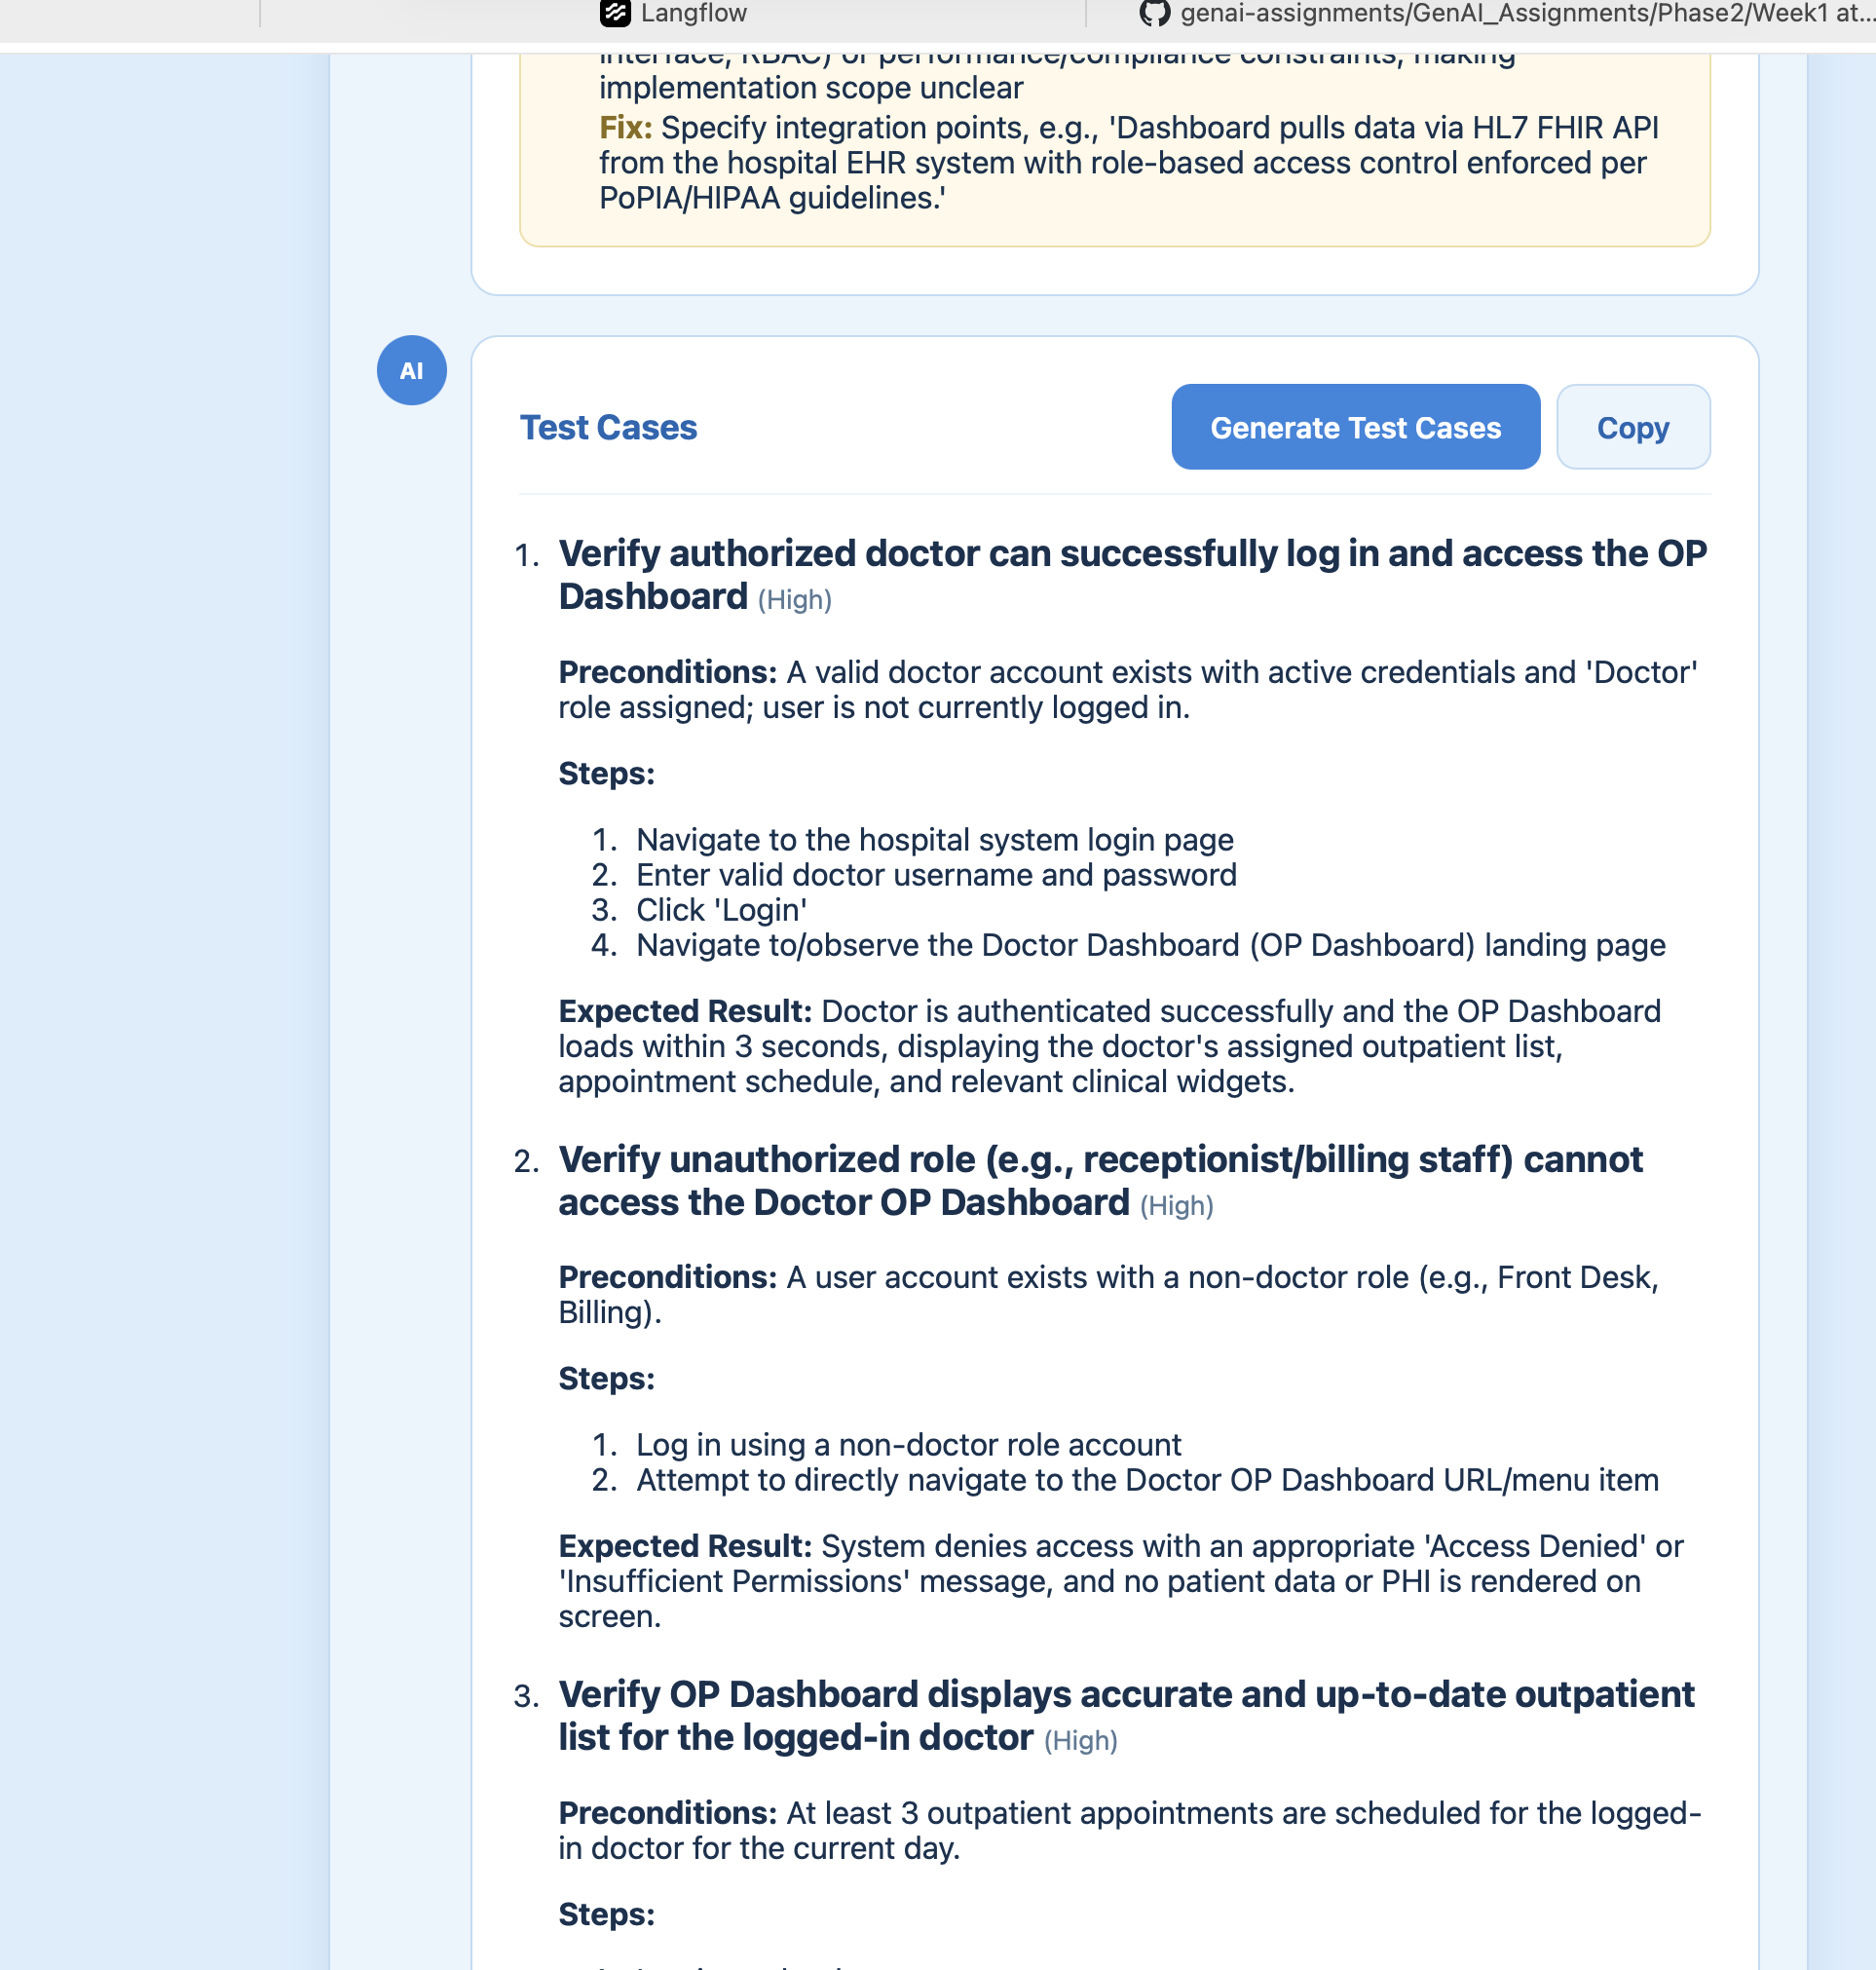 Langflow
genai-assignments/GenAI_Assignments/Phase2/Week1 at...
interface, RBAC) or performance/compliance constraints, making
implementation scope unclear
Fix: Specify integration points, e.g., 'Dashboard pulls data via HL7 FHIR API
from the hospital EHR system with role-based access control enforced per
PoPIA/HIPAA guidelines.'
AI
Test Cases
Generate Test Cases
Copy
1. Verify authorized doctor can successfully log in and access the OP
Dashboard (High)
Preconditions: A valid doctor account exists with active credentials and 'Doctor'
role assigned; user is not currently logged in.
Steps:
1. Navigate to the hospital system login page
2. Enter valid doctor username and password
3. Click 'Login'
4. Navigate to/observe the Doctor Dashboard (OP Dashboard) landing page
Expected Result: Doctor is authenticated successfully and the OP Dashboard
loads within 3 seconds, displaying the doctor's assigned outpatient list,
appointment schedule, and relevant clinical widgets.
2. Verify unauthorized role (e.g., receptionist/billing staff) cannot
access the Doctor OP Dashboard (High)
Preconditions: A user account exists with a non-doctor role (e.g., Front Desk,
Billing).
Steps:
1. Log in using a non-doctor role account
2. Attempt to directly navigate to the Doctor OP Dashboard URL/menu item
Expected Result: System denies access with an appropriate 'Access Denied' or
'Insufficient Permissions' message, and no patient data or PHI is rendered on
screen.
3. Verify OP Dashboard displays accurate and up-to-date outpatient
list for the logged-in doctor (High)
Preconditions: At least 3 outpatient appointments are scheduled for the logged-
in doctor for the current day.
Steps: